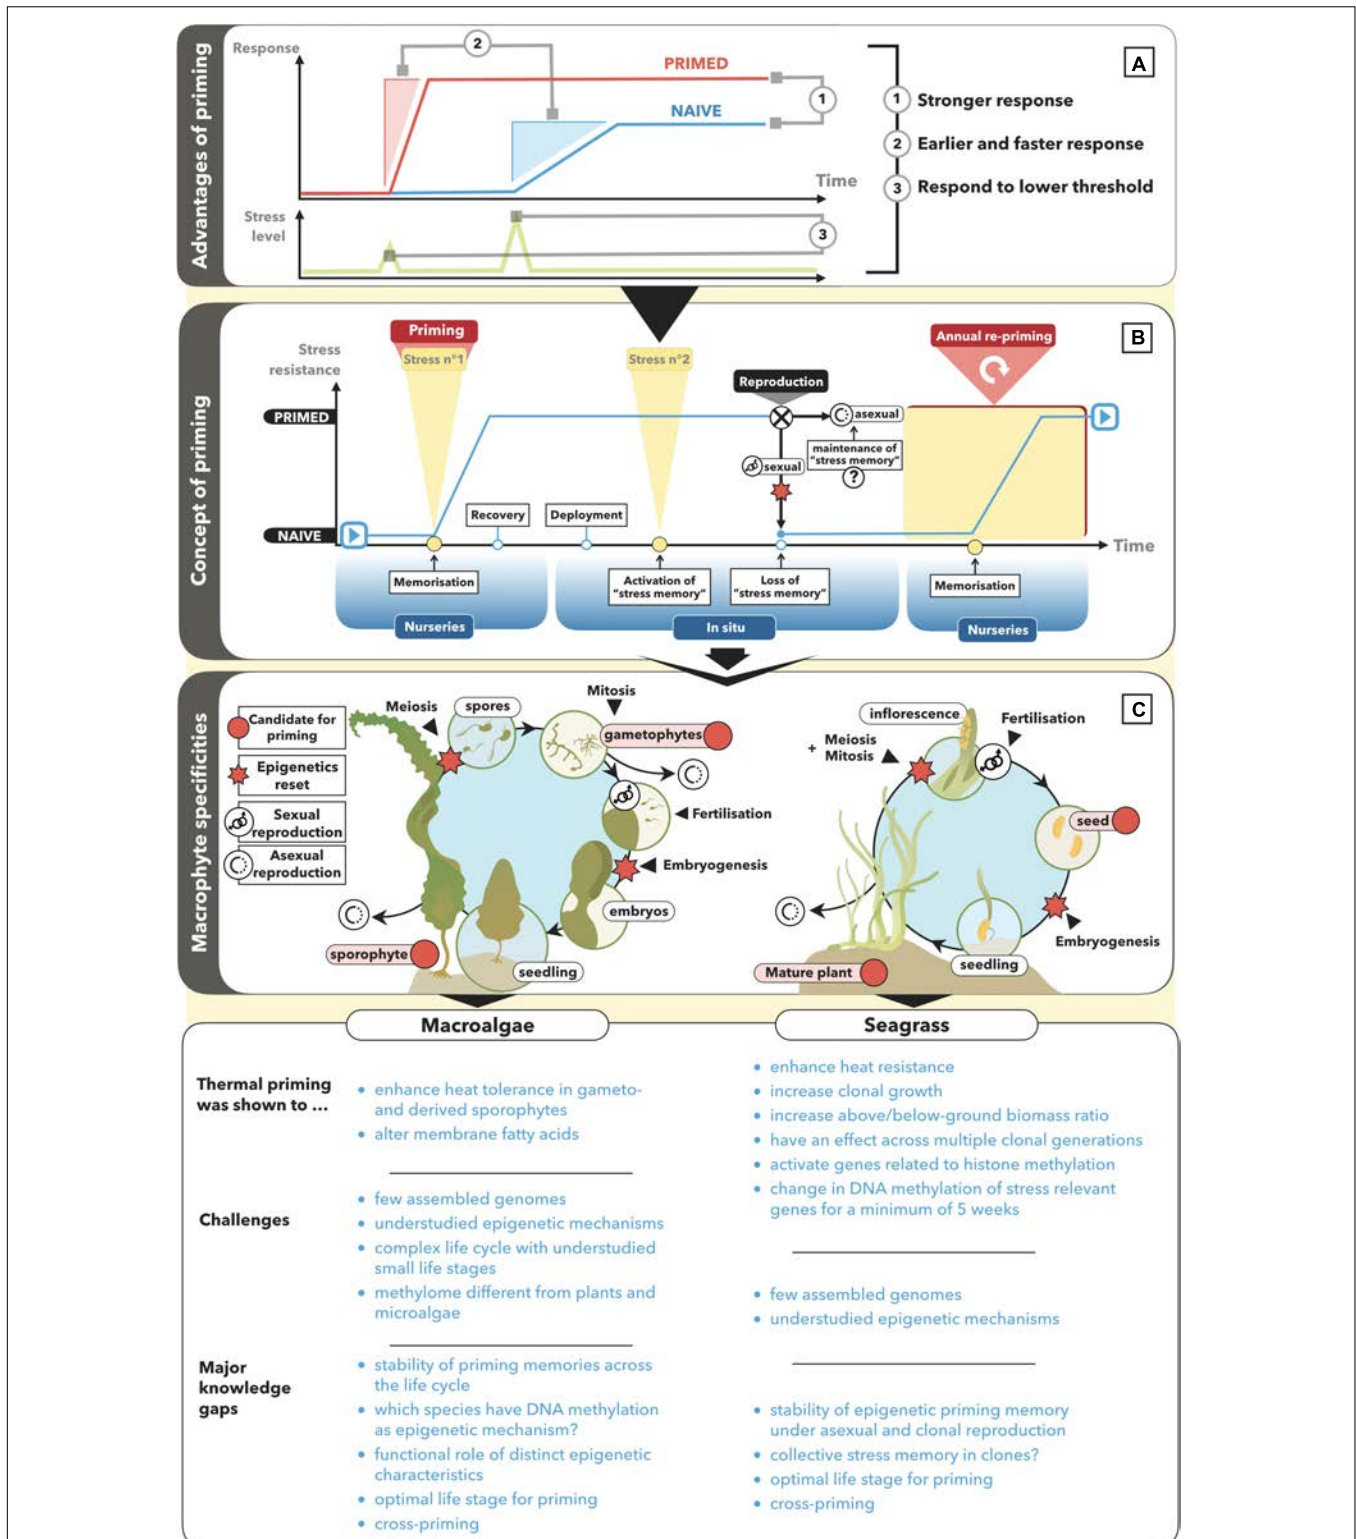 Advantages of priming
Response
2
A
PRIMED
NAIVE
1
Time
Stress
level
3
1 Stronger response
2 Earlier and faster response
3 Respond to lower threshold
Concept of priming
B
Priming
Stress n°1
Stress n°2
Annual re-priming
Stress
resistance
Reproduction
PRIMED
asexual
maintenance of
"stress memory"
?
sexual
Recovery
Deployment
NAIVE
Time
Memorisation
Activation of
"stress memory"
Loss of
"stress memory"
Memorisation
Nurseries
In situ
Nurseries
Macrophyte specificities
C
Candidate for
priming
Epigenetics
reset
Sexual
reproduction
Asexual
reproduction
Meiosis
spores
Mitosis
gametophytes
Fertilisation
Embryogenesis
embryos
seedling
sporophyte
inflorescence
Fertilisation
+ Meiosis
Mitosis
seed
Embryogenesis
seedling
Mature plant
Macroalgae
Seagrass
Thermal priming
was shown to ...
• enhance heat tolerance in gameto-
and derived sporophytes
• alter membrane fatty acids
• enhance heat resistance
• increase clonal growth
• increase above/below-ground biomass ratio
• have an effect across multiple clonal generations
• activate genes related to histone methylation
• change in DNA methylation of stress relevant
genes for a minimum of 5 weeks
Challenges
• few assembled genomes
• understudied epigenetic mechanisms
• complex life cycle with understudied
small life stages
• methylome different from plants and
microalgae
• few assembled genomes
• understudied epigenetic mechanisms
Major
knowledge
gaps
• stability of priming memories across
the life cycle
• which species have DNA methylation
as epigenetic mechanism?
• functional role of distinct epigenetic
characteristics
• optimal life stage for priming
• cross-priming
• stability of epigenetic priming memory
under asexual and clonal reproduction
• collective stress memory in clones?
• optimal life stage for priming
• cross-priming